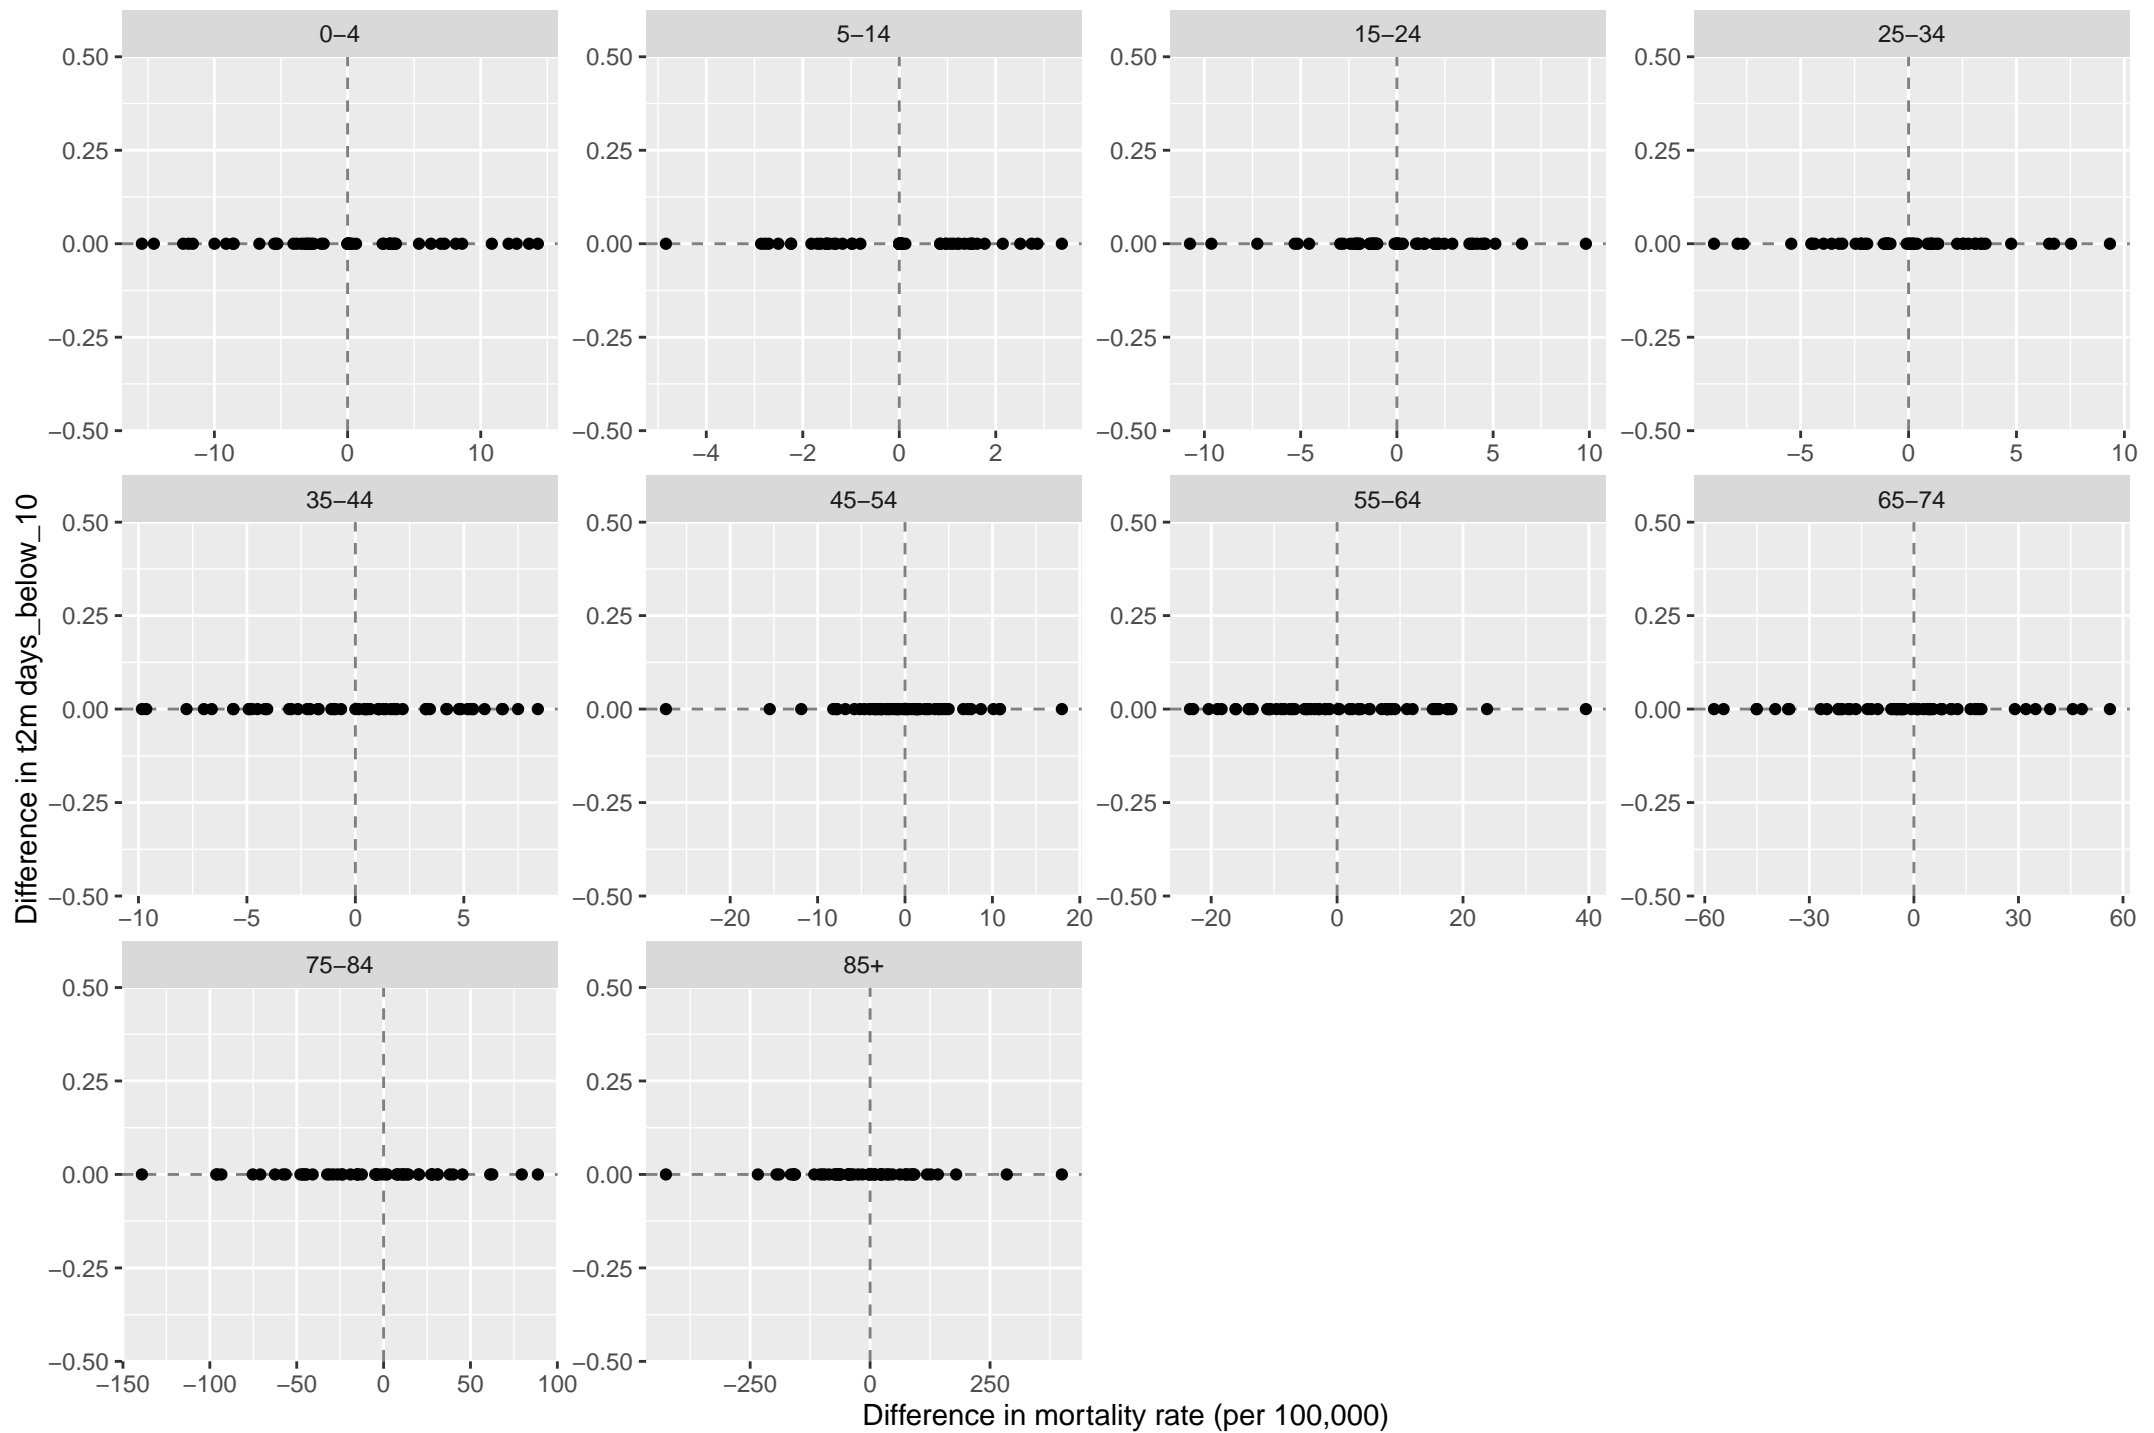 0−4 5−14 15−24 25−34
0.50 0.50 0.50 0.50
0.25 0.25 0.25 0.25
0.00 0.00 0.00 0.00
−0.25 −0.25 −0.25 −0.25
−0.50 −0.50 −0.50 −0.50
−10 0 10 −4 −2 0 2 −10 −5 0 5 10 −5 0 5 10
35−44 45−54 55−64 65−74
0.50 0.50 0.50 0.50
0.25 0.25 0.25 0.25
0.00 0.00 0.00 0.00
−0.25 −0.25 −0.25 −0.25
−0.50 −0.50 −0.50 −0.50
−10 −5 0 5 −20 −10 0 10 20 −20 0 20 40 −60 −30 0 30 60
75−84 85+
0.50 0.50
0.25 0.25
0.00 0.00
−0.25 −0.25
−0.50 −0.50
−150 −100 −50 0 50 100 −250 0 250
Difference in mortality rate (per 100,000)
Difference in t2m days_below_10